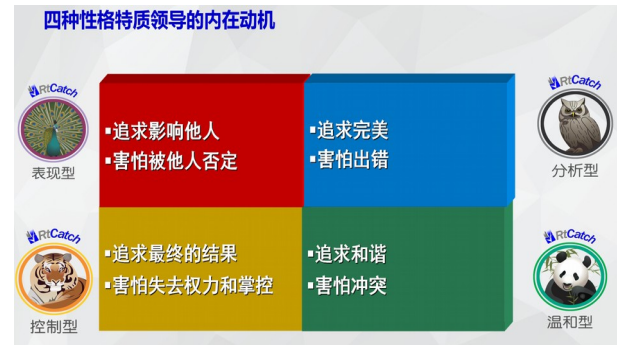 四种性格特质领导的内在动机
RtCatch
表现型
▪追求影响他人
▪害怕被他人否定
▪追求完美
▪害怕出错
RtCatch
分析型
RtCatch
控制型
▪追求最终的结果
▪害怕失去权力和掌控
▪追求和谐
▪害怕冲突
RtCatch
温和型